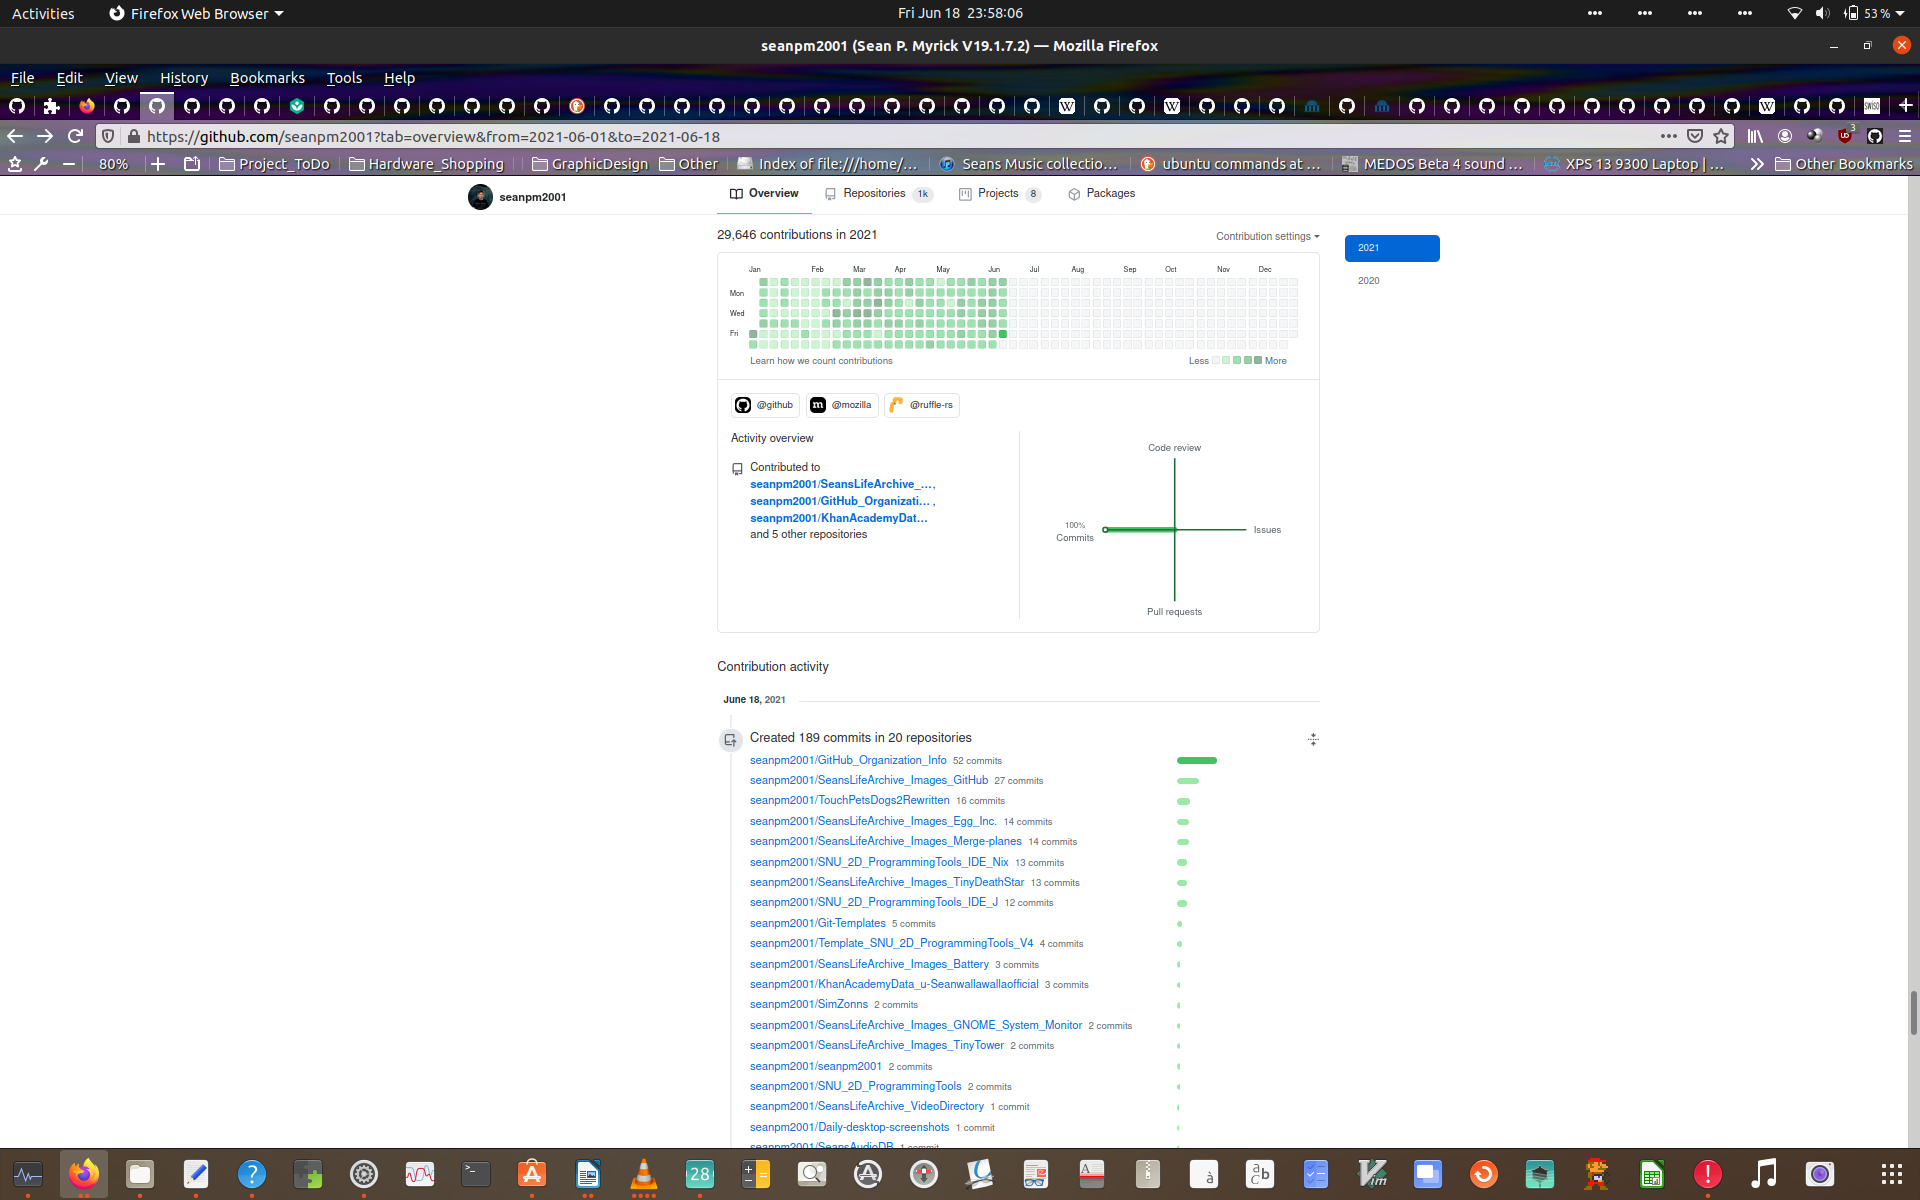 Activities
Firefox Web Browser
Fri Jun 18 23:58:06
53 %
seanpm2001 (Sean P. Myrick V19.1.7.2) — Mozilla Firefox
File Edit View History Bookmarks Tools Help
https://github.com/seanpm2001?tab=overview&from=2021-06-01&to=2021-06-18
3
80%
Project_ToDo
Hardware_Shopping
GraphicDesign
Other
Index of file:///home/...
Seans Music collectio...
ubuntu commands at ...
MEDOS Beta 4 sound ...
XPS 13 9300 Laptop | ...
Other Bookmarks
seanpm2001
Overview
Repositories 1k
Projects 8
Packages
29,646 contributions in 2021
Contribution settings
2021
2020
Jan Feb Mar Apr May Jun Jul Aug Sep Oct Nov Dec
Mon
Wed
Fri
Learn how we count contributions
Less More
@github
@mozilla
@ruffle-rs
Activity overview
Contributed to
seanpm2001/SeansLifeArchive_...,
seanpm2001/GitHub_Organizati... ,
seanpm2001/KhanAcademyDat...
and 5 other repositories
Code review
100%
Commits
Issues
Pull requests
Contribution activity
June 18, 2021
Created 189 commits in 20 repositories
seanpm2001/GitHub_Organization_Info 52 commits
seanpm2001/SeansLifeArchive_Images_GitHub 27 commits
seanpm2001/TouchPetsDogs2Rewritten 16 commits
seanpm2001/SeansLifeArchive_Images_Egg_Inc. 14 commits
seanpm2001/SeansLifeArchive_Images_Merge-planes 14 commits
seanpm2001/SNU_2D_ProgrammingTools_IDE_Nix 13 commits
seanpm2001/SeansLifeArchive_Images_TinyDeathStar 13 commits
seanpm2001/SNU_2D_ProgrammingTools_IDE_J 12 commits
seanpm2001/Git-Templates 5 commits
seanpm2001/Template_SNU_2D_ProgrammingTools_V4 4 commits
seanpm2001/SeansLifeArchive_Images_Battery 3 commits
seanpm2001/KhanAcademyData_u-Seanwallawallaofficial 3 commits
seanpm2001/SimZonns 2 commits
seanpm2001/SeansLifeArchive_Images_GNOME_System_Monitor 2 commits
seanpm2001/SeansLifeArchive_Images_TinyTower 2 commits
seanpm2001/seanpm2001 2 commits
seanpm2001/SNU_2D_ProgrammingTools 2 commits
seanpm2001/SeansLifeArchive_VideoDirectory 1 commit
seanpm2001/Daily-desktop-screenshots 1 commit
seanpm2001/SeansAudioDB 1 commit
28